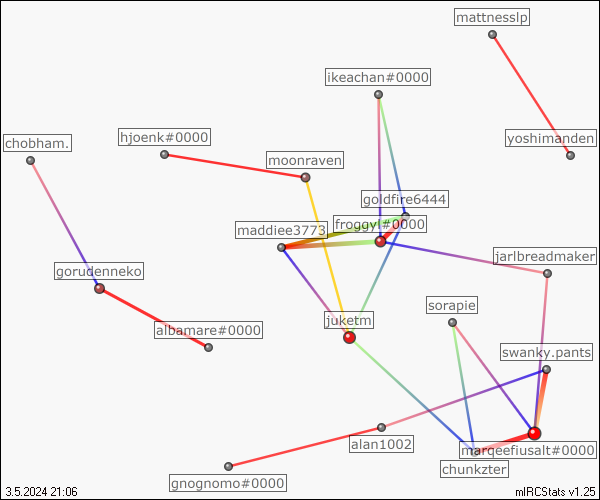 mattnesslp
ikeachan#0000
hjoenk#0000
yoshimanden
chobham.
moonraven
goldfire6444
froggyl#0000
maddiee3773
jarlbreadmaker
gorudenneko
sorapie
juketm
albamare#0000
swanky.pants
alan1002
marqeefiusalt#0000
chunkzter
gnognomo#0000
3.5.2024 21:06
mIRCStats v1.25